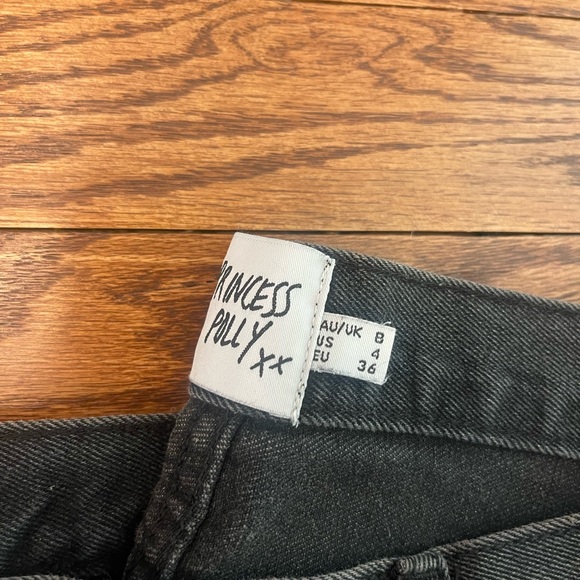 PRINCESS
POLLY
xx
AU/UK 8
US 4
EU 36